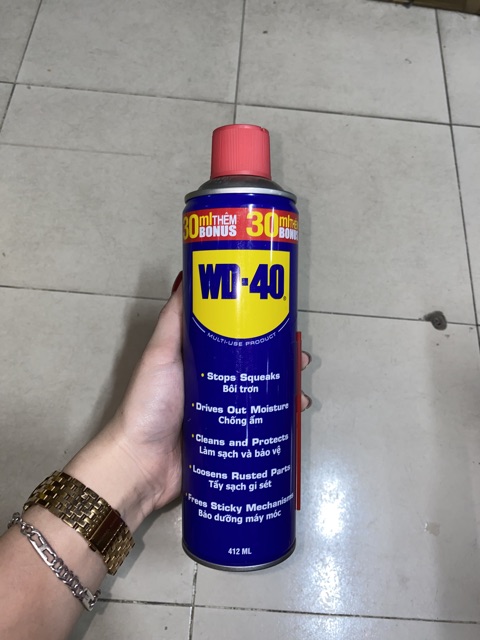 30ml THÊM BONUS 30ml THÊM BONUS
WD-40®
MULTI-USE PRODUCT
• Stops Squeaks
Bôi trơn
• Drives Out Moisture
Chống ẩm
• Cleans and Protects
Làm sạch và bảo vệ
• Loosens Rusted Parts
Tẩy sạch gỉ sét
• Frees Sticky Mechanisms
Bảo dưỡng máy móc
412 ML